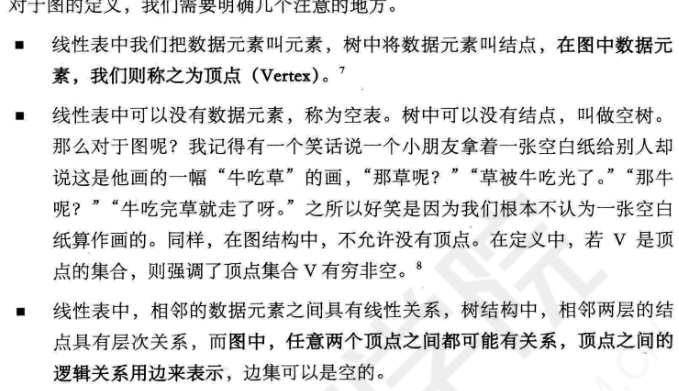 对于图的定义，我们需要明确几个注意的地方。
■ 线性表中我们把数据元素叫元素，树中将数据元素叫结点，在图中数据元
素，我们则称之为顶点（Vertex）。⁷
■ 线性表中可以没有数据元素，称为空表。树中可以没有结点，叫做空树。
那么对于图呢？我记得有一个笑话说一个小朋友拿着一张空白纸给别人却
说这是他画的一幅“牛吃草”的画，“那草呢？”“草被牛吃光了。”“那牛
呢？”“牛吃完草就走了呀。”之所以好笑是因为我们根本不认为一张空白
纸算作画的。同样，在图结构中，不允许没有顶点。在定义中，若 V 是顶
点的集合，则强调了顶点集合 V 有穷非空。⁸
■ 线性表中，相邻的数据元素之间具有线性关系，树结构中，相邻两层的结
点具有层次关系，而图中，任意两个顶点之间都可能有关系，顶点之间的
逻辑关系用边来表示，边集可以是空的。